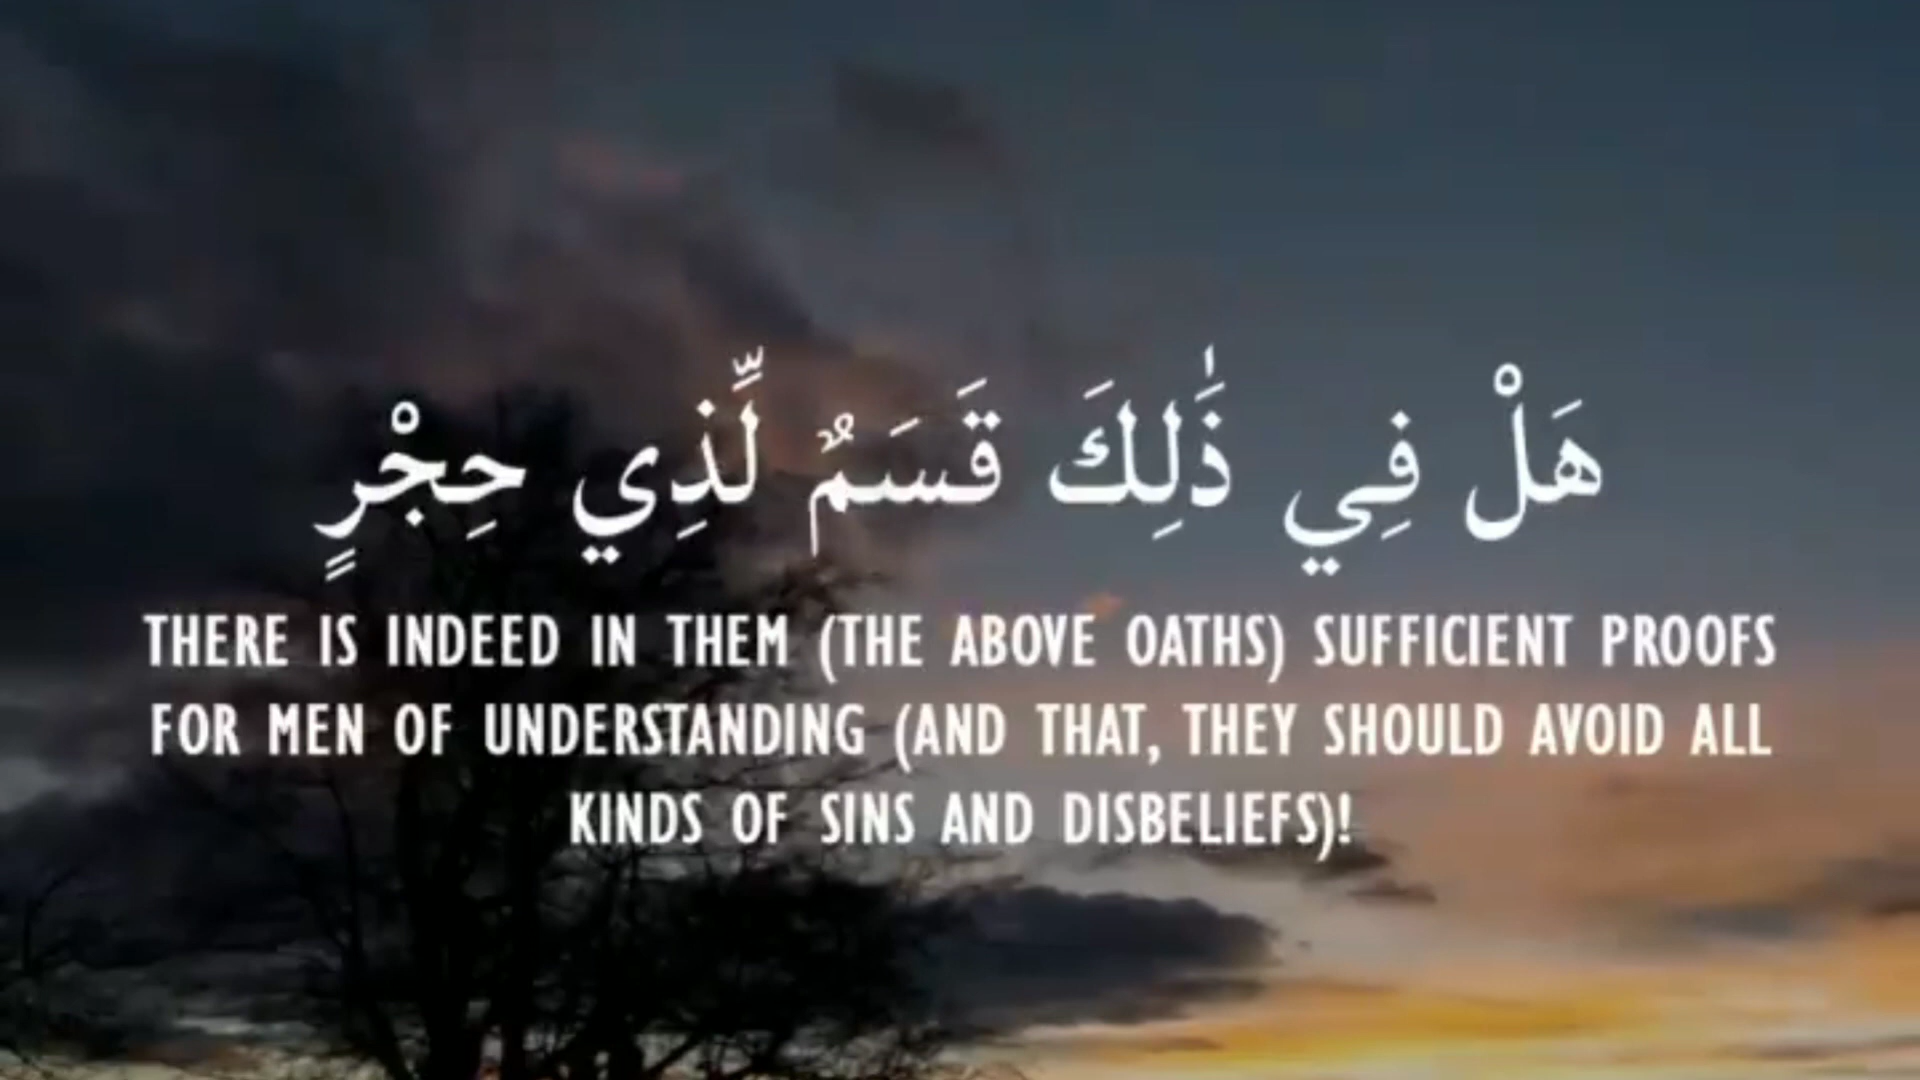 هَلْ فِي ذَٰلِكَ قَسَمٌ لِّذِي حِجْرٍ
THERE IS INDEED IN THEM (THE ABOVE OATHS) SUFFICIENT PROOFS
FOR MEN OF UNDERSTANDING (AND THAT, THEY SHOULD AVOID ALL
KINDS OF SINS AND DISBELIEFS)!